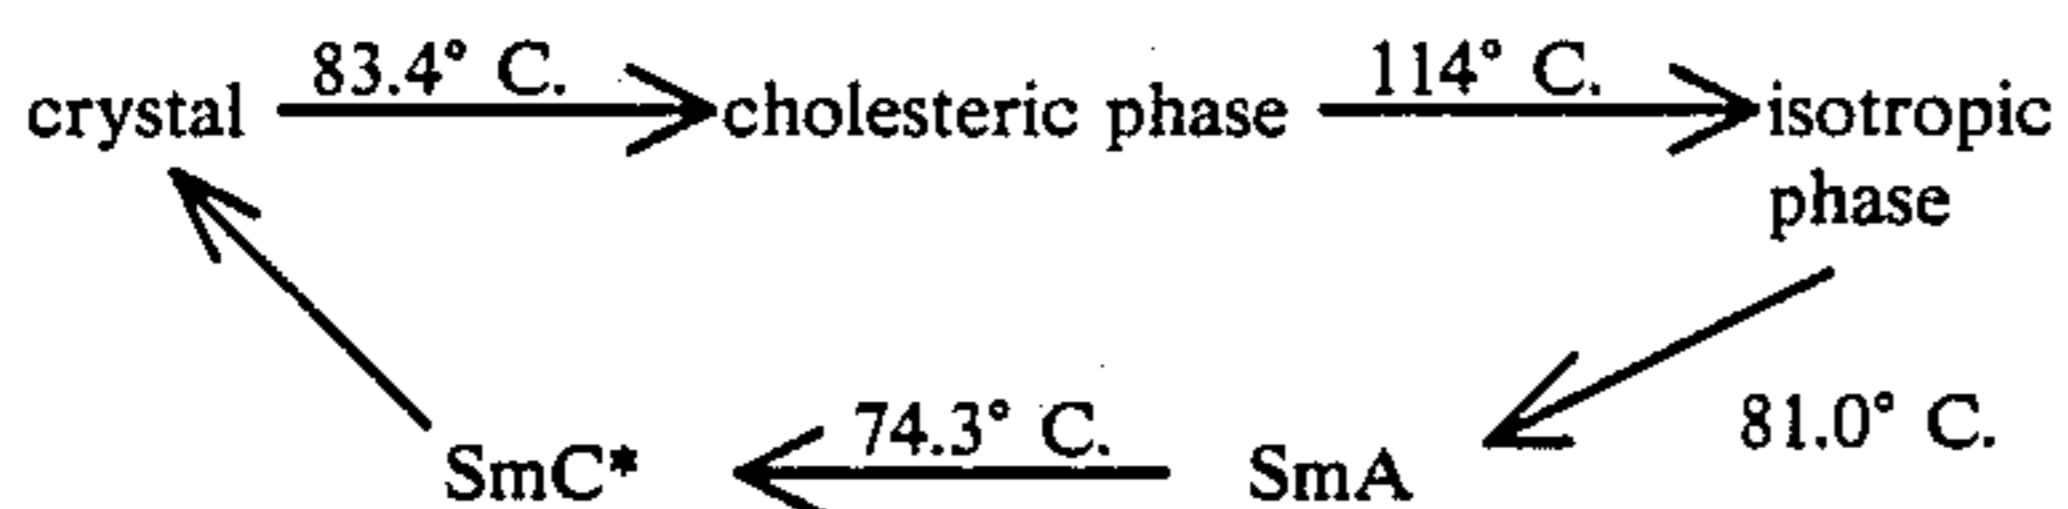 83.4° C. 114° C.
crystal cholesteric phase isotropic
phase
74.3° C. 81.0° C.
SmC* SmA